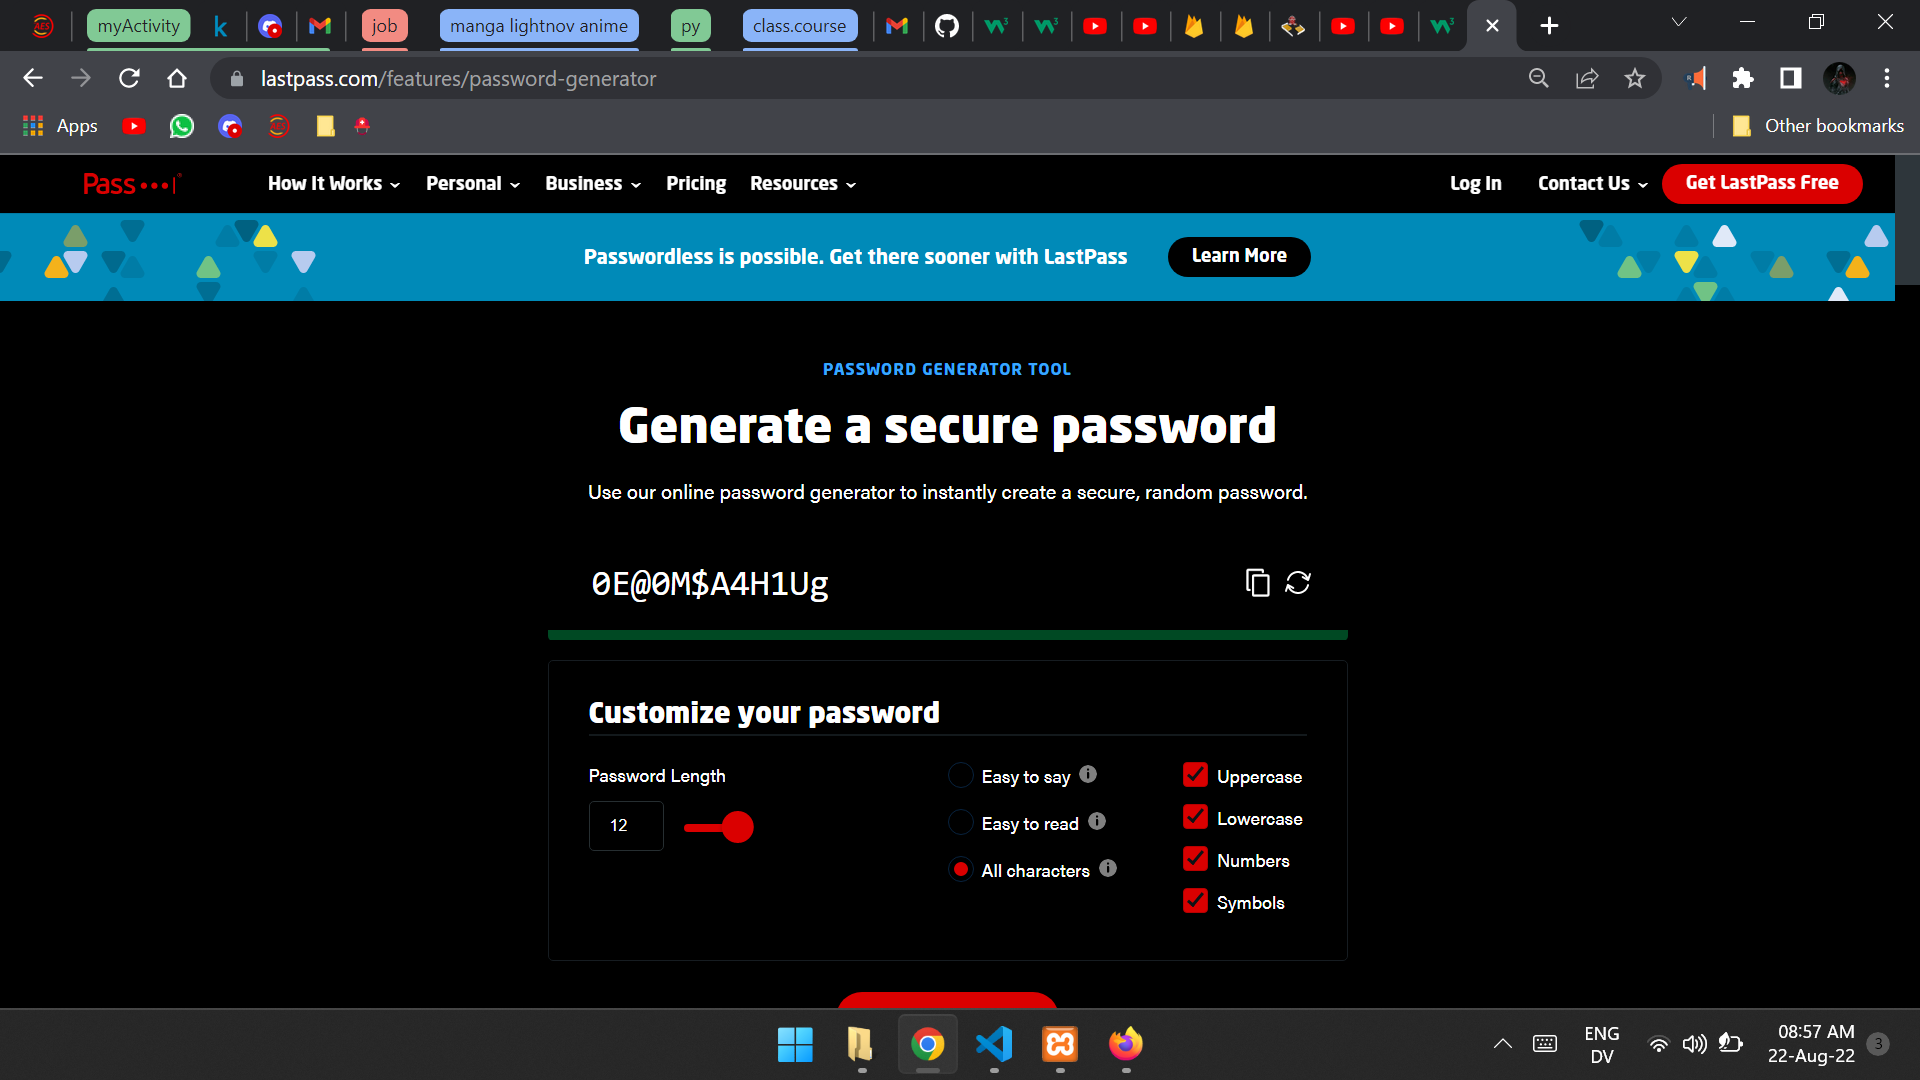 myActivity
job
manga lightnov anime
py
class.course
lastpass.com/features/password-generator
Apps
Other bookmarks
Pass
How It Works
Personal
Business
Pricing
Resources
Log In
Contact Us
Get LastPass Free
Passwordless is possible. Get there sooner with LastPass
Learn More
PASSWORD GENERATOR TOOL
Generate a secure password
Use our online password generator to instantly create a secure, random password.
0E@0M$A4H1Ug
Customize your password
Password Length
12
Easy to say
Easy to read
All characters
Uppercase
Lowercase
Numbers
Symbols
ENG
DV
08:57 AM
22-Aug-22
3